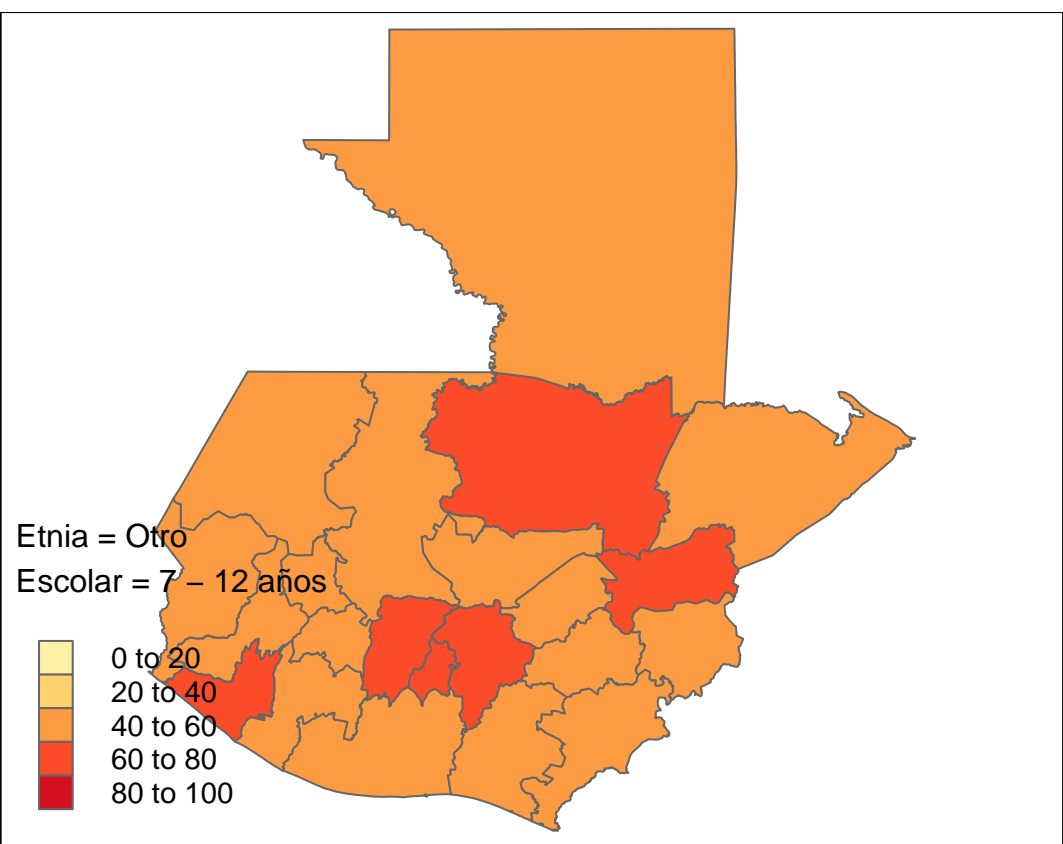 Etnia = Otro
Escolar = 7 – 12 años
0 to 20
20 to 40
40 to 60
60 to 80
80 to 100